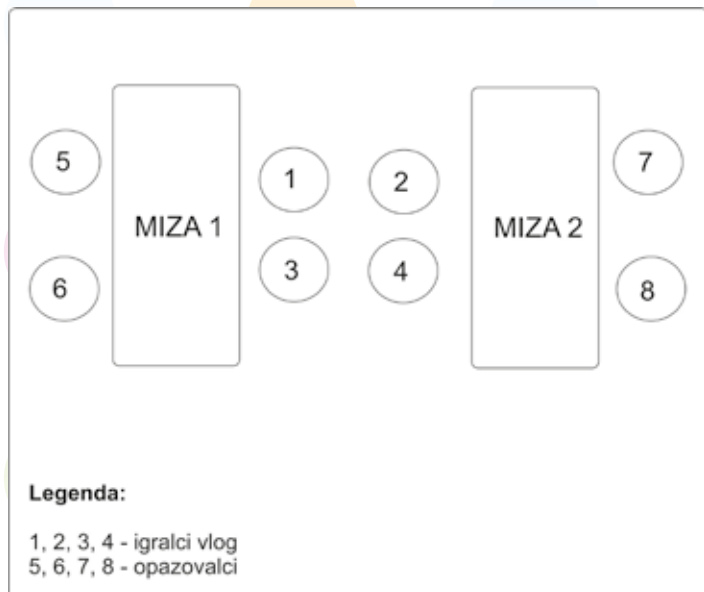 5
7
1
2
MIZA 1
MIZA 2
3
4
6
8
Legenda:
1, 2, 3, 4 - igralci vlog
5, 6, 7, 8 - opazovalci